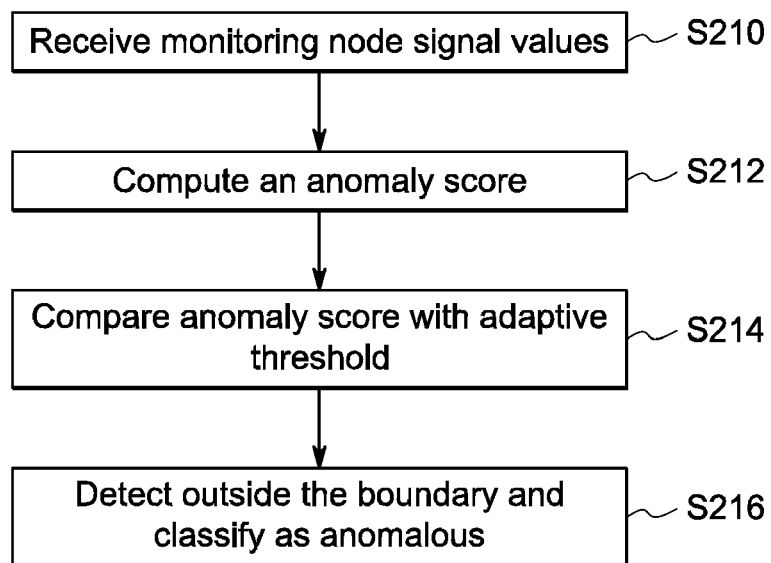 Receive monitoring node signal values
S210
Compute an anomaly score
S212
Compare anomaly score with adaptive
threshold
S214
Detect outside the boundary and
classify as anomalous
S216